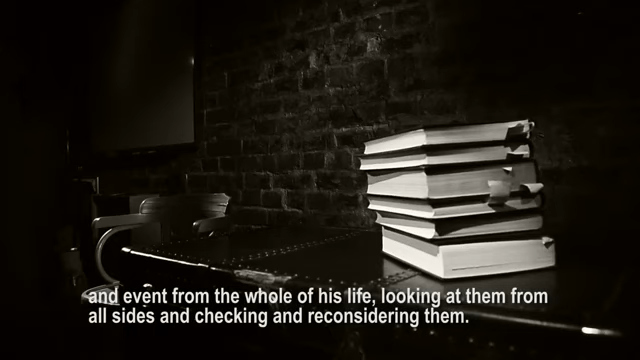 and event from the whole of his life, looking at them from
all sides and checking and reconsidering them.